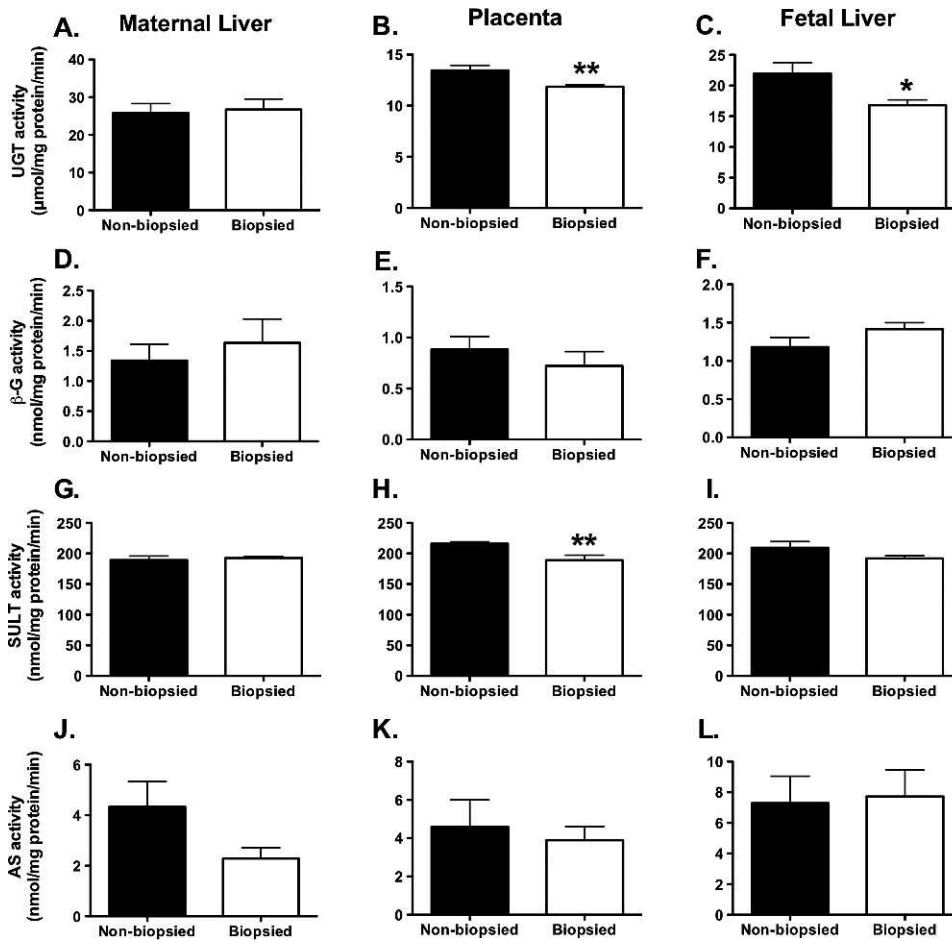 Maternal Liver
Placenta
Fetal Liver
A.
UGT activity
(µmol/mg protein/min)
40
30
20
10
0
Non-biopsied Biopsied
B.
15
10
5
0
**
Non-biopsied Biopsied
C.
25
20
15
10
5
0
*
Non-biopsied Biopsied
D.
β-G activity
(nmol/mg protein/min)
2.5
2.0
1.5
1.0
0.5
0.0
Non-biopsied Biopsied
E.
1.5
1.0
0.5
0.0
Non-biopsied Biopsied
F.
2.0
1.5
1.0
0.5
0.0
Non-biopsied Biopsied
G.
SULT activity
(nmol/mg protein/min)
250
200
150
100
50
0
Non-biopsied Biopsied
H.
250
200
150
100
50
0
**
Non-biopsied Biopsied
I.
250
200
150
100
50
0
Non-biopsied Biopsied
J.
AS activity
(nmol/mg protein/min)
6
4
2
0
Non-biopsied Biopsied
K.
8
6
4
2
0
Non-biopsied Biopsied
L.
10
8
6
4
2
0
Non-biopsied Biopsied